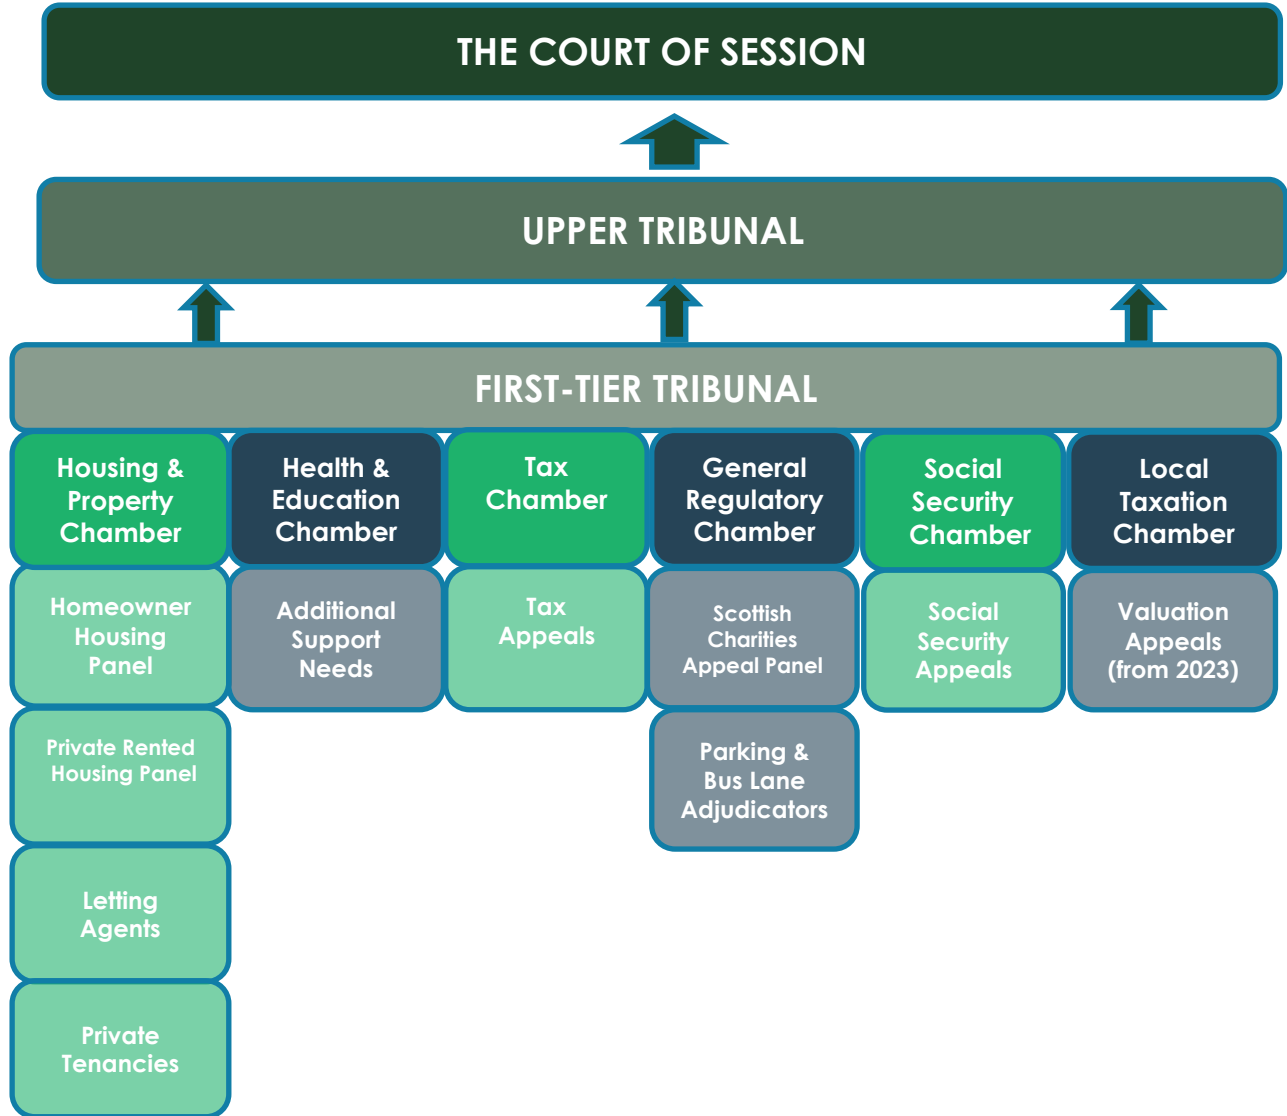 THE COURT OF SESSION
UPPER TRIBUNAL
FIRST-TIER TRIBUNAL
Housing &
Property
Chamber
Health &
Education
Chamber
Tax
Chamber
General
Regulatory
Chamber
Social
Security
Chamber
Local
Taxation
Chamber
Homeowner
Housing
Panel
Additional
Support
Needs
Tax
Appeals
Scottish
Charities
Appeal Panel
Social
Security
Appeals
Valuation
Appeals
(from 2023)
Private Rented
Housing Panel
Parking &
Bus Lane
Adjudicators
Letting
Agents
Private
Tenancies